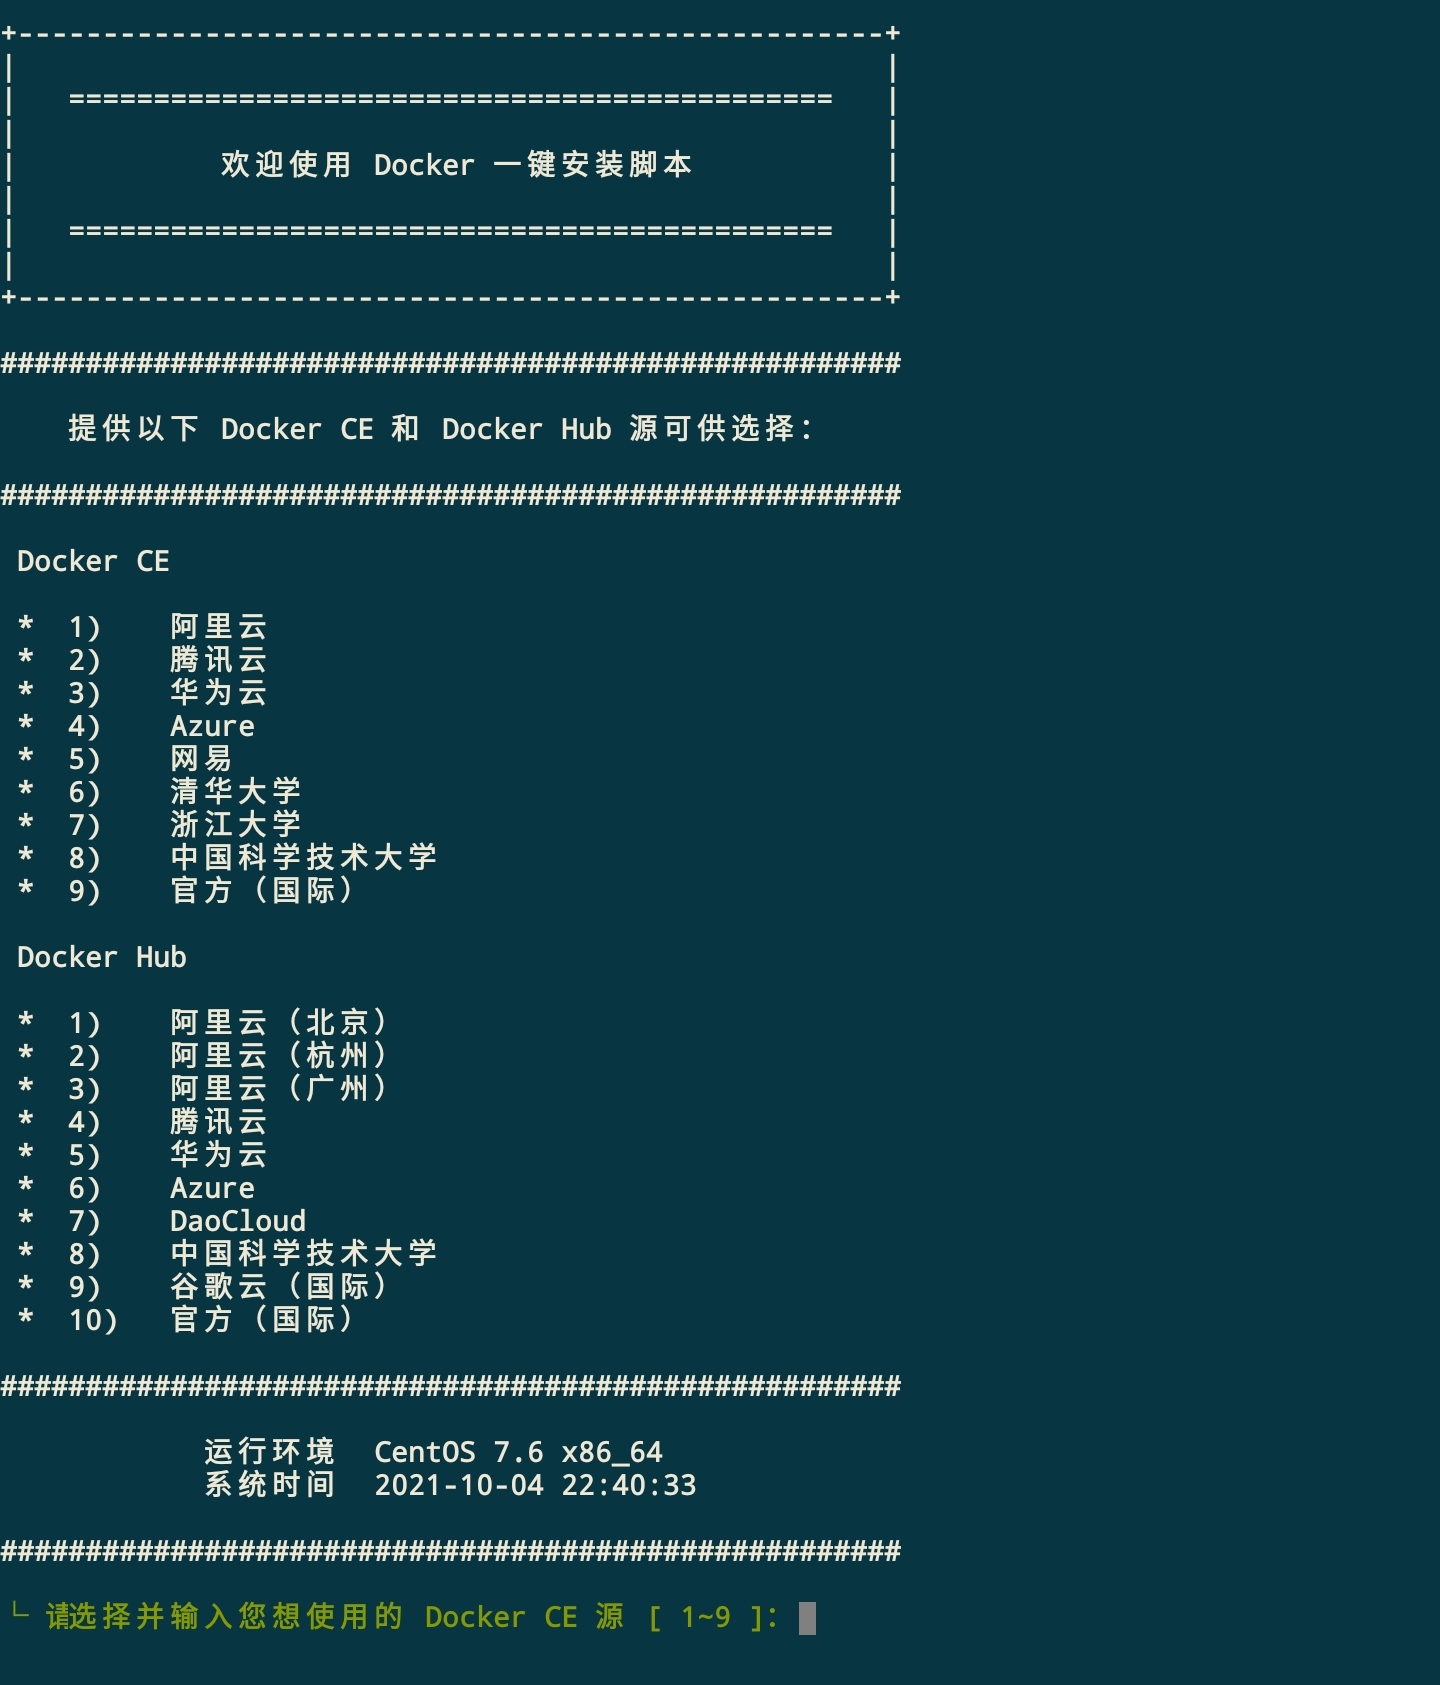 +---------------------------------------------------+
|                                                   |
|   =============================================   |
|                                                   |
|            欢迎使用 Docker 一键安装脚本            |
|                                                   |
|   =============================================   |
|                                                   |
+---------------------------------------------------+
#####################################################
提供以下 Docker CE 和 Docker Hub 源可供选择：
#####################################################
Docker CE
*  1)    阿里云
*  2)    腾讯云
*  3)    华为云
*  4)    Azure
*  5)    网易
*  6)    清华大学
*  7)    浙江大学
*  8)    中国科学技术大学
*  9)    官方（国际）
Docker Hub
*  1)    阿里云（北京）
*  2)    阿里云（杭州）
*  3)    阿里云（广州）
*  4)    腾讯云
*  5)    华为云
*  6)    Azure
*  7)    DaoCloud
*  8)    中国科学技术大学
*  9)    谷歌云（国际）
*  10)   官方（国际）
#####################################################
运行环境  CentOS 7.6 x86_64
系统时间  2021-10-04 22:40:33
#####################################################
└ 请选择并输入您想使用的 Docker CE 源 [ 1~9 ]：